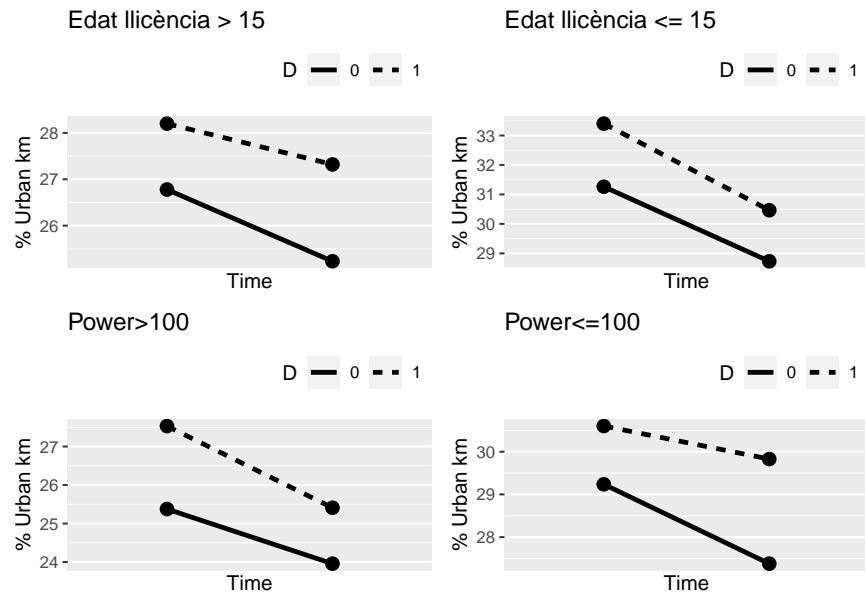 Edat llicència > 15
D 0 1
% Urban km
28
27
26
Time
Edat llicència <= 15
D 0 1
% Urban km
33
32
31
30
29
Time
Power>100
D 0 1
% Urban km
27
26
25
24
Time
Power<=100
D 0 1
% Urban km
30
29
28
Time